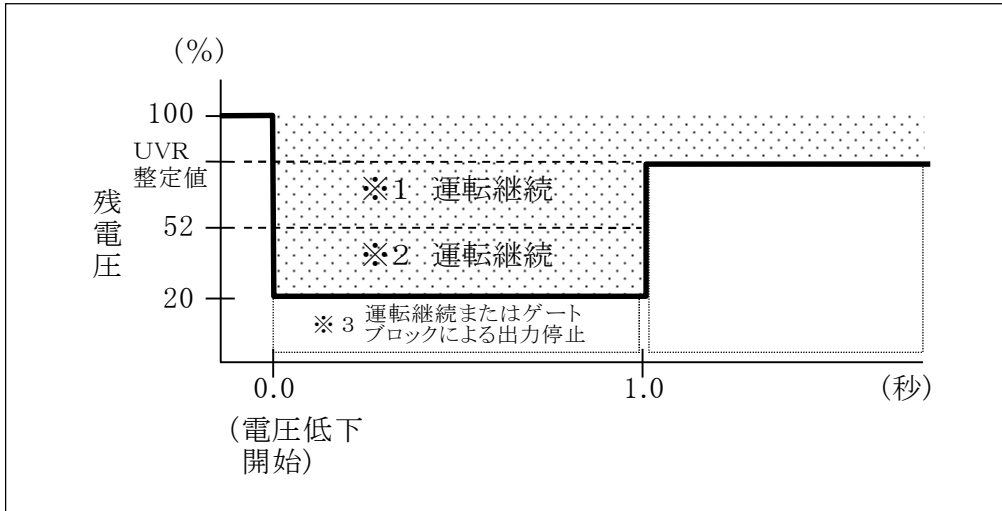 (%)
100
UVR
整定値
残電圧
52
20
※1 運転継続
※2 運転継続
※3 運転継続またはゲート
ブロックによる出力停止
0.0
1.0
(秒)
(電圧低下
開始)